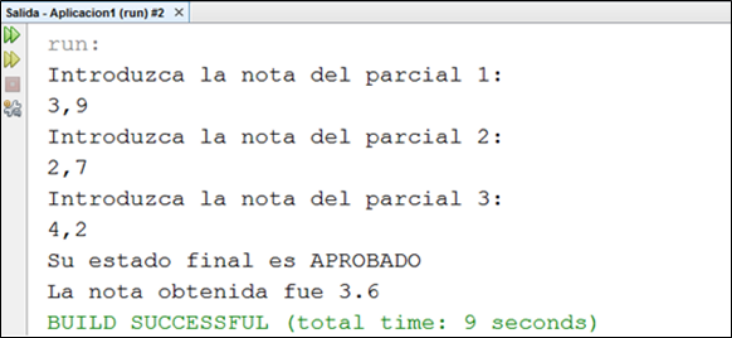 Salida - Aplicacion1 (run) #2 ×
run:
Introduzca la nota del parcial 1:
3,9
Introduzca la nota del parcial 2:
2,7
Introduzca la nota del parcial 3:
4,2
Su estado final es APROBADO
La nota obtenida fue 3.6
BUILD SUCCESSFUL (total time: 9 seconds)